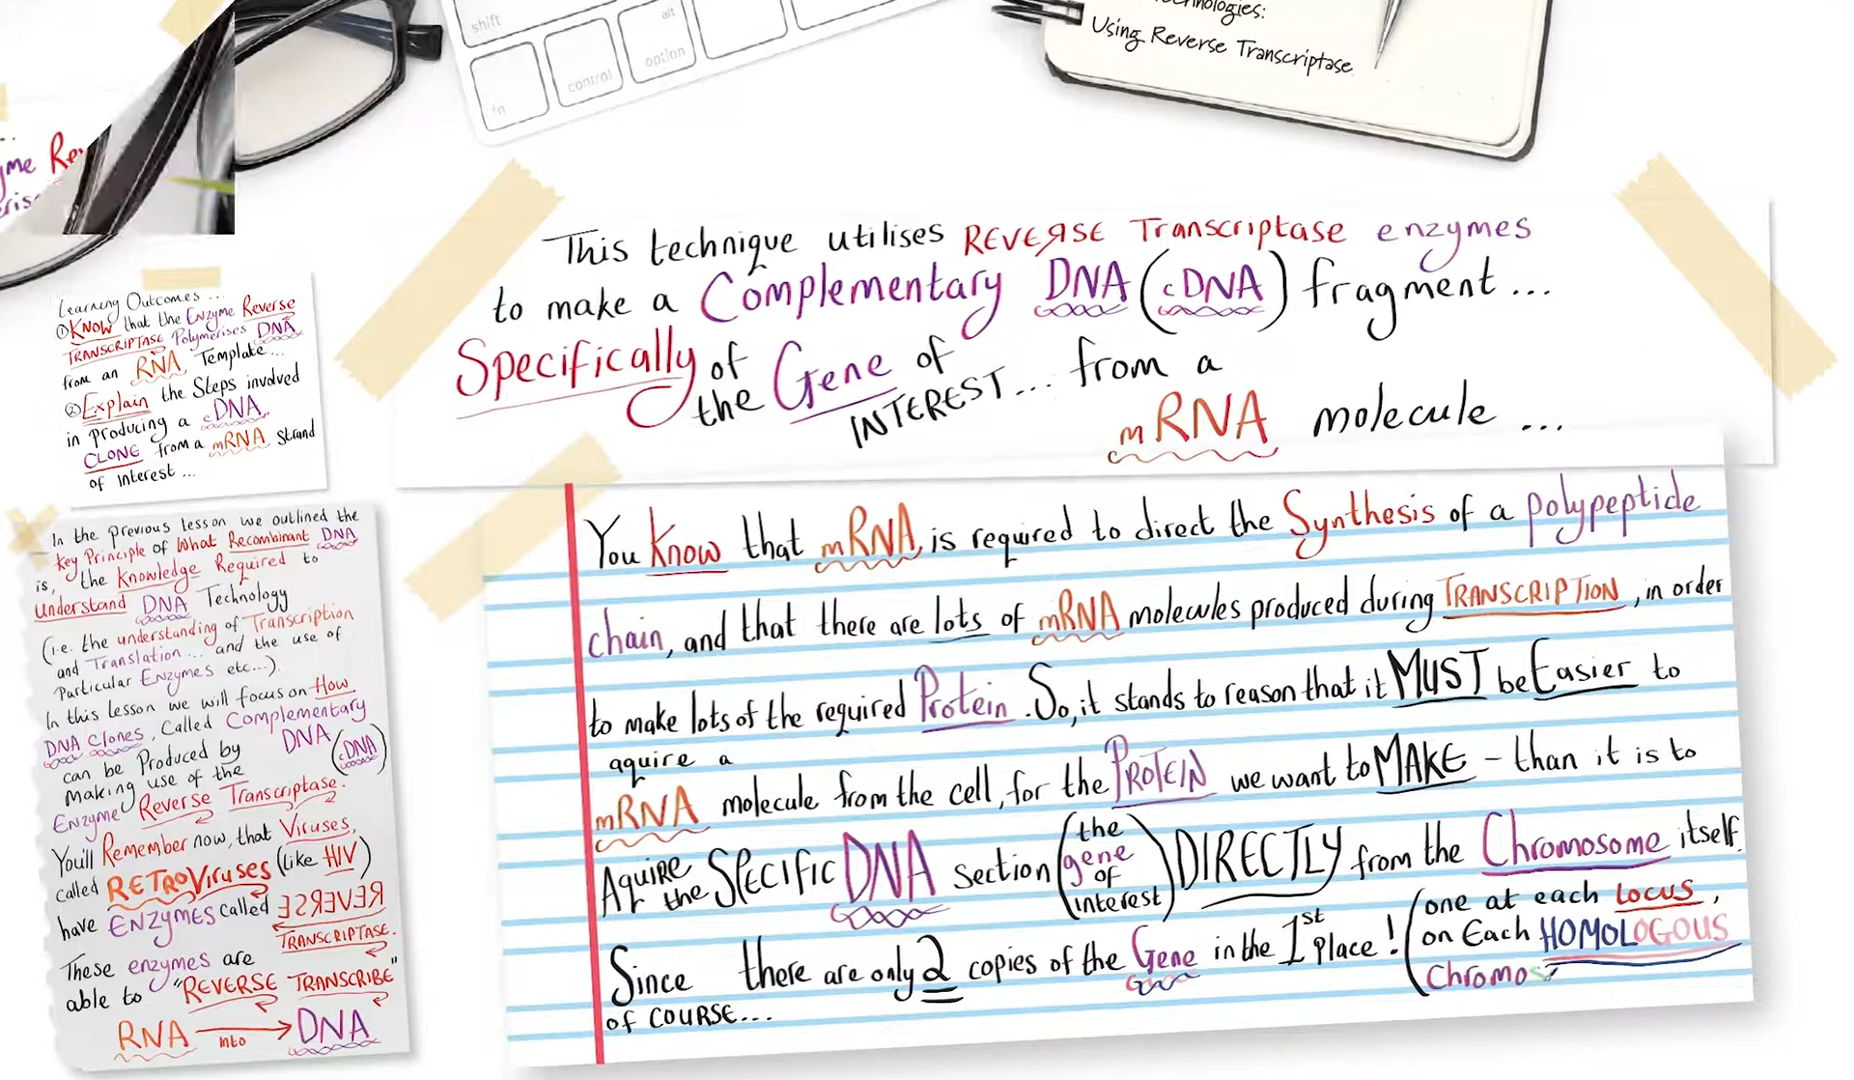 shift
fn
control
alt
option
Using Reverse Transcriptase
This technique utilises REVERSE Transcriptase enzymes
to make a Complementary DNA (cDNA) fragment...
Specifically of the Gene of INTEREST... from a
mRNA molecule...
Learning Outcomes...
① KNOW that the Enzyme Reverse
TRANSCRIPTASE Polymerises DNA
from an RNA Template...
② Explain the Steps involved
in producing a cDNA
CLONE from a mRNA strand
of interest...
In the previous lesson we outlined the
key Principle of What Recombinant DNA
is, the knowledge Required to
understand DNA Technology
(i.e. the understanding of Transcription
and Translation... and the use of
Particular Enzymes etc...).
In this lesson we will focus on How
DNA Clones, Called Complementary
DNA (cDNA)
can be Produced by
making use of the
Enzyme Reverse Transcriptase.
You'll Remember now, that Viruses,
called RETROViruses (like HIV)
have ENZYMES called REVERSE
TRANSCRIPTASE.
These enzymes are
able to "REVERSE TRANSCRIBE"
RNA into DNA
You Know that mRNA is required to direct the Synthesis of a polypeptide
chain, and that there are lots of mRNA molecules produced during TRANSCRIPTION, in order
to make lots of the required Protein. So, it stands to reason that it MUST be Easier to
aquire a
mRNA molecule from the cell, for the PROTEIN we want to MAKE - than it is to
Aquire the SPECIFIC DNA section (the gene of interest) DIRECTLY from the Chromosome itself.
Since there are only 2 copies of the Gene in the 1st Place! (one at each Locus,
on Each HOMOLOGOUS
Chromos
of COURSE...